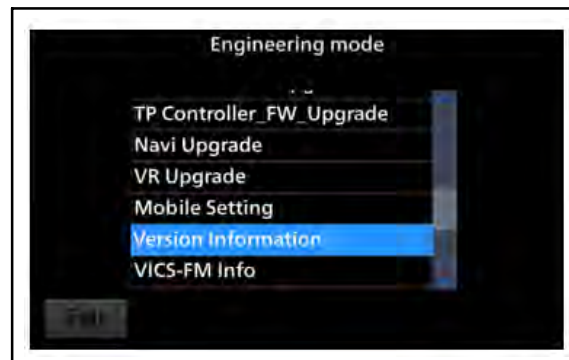 Engineering mode
TP Controller_FW_Upgrade
Navi Upgrade
VR Upgrade
Mobile Setting
Version Information
VICS-FM Info